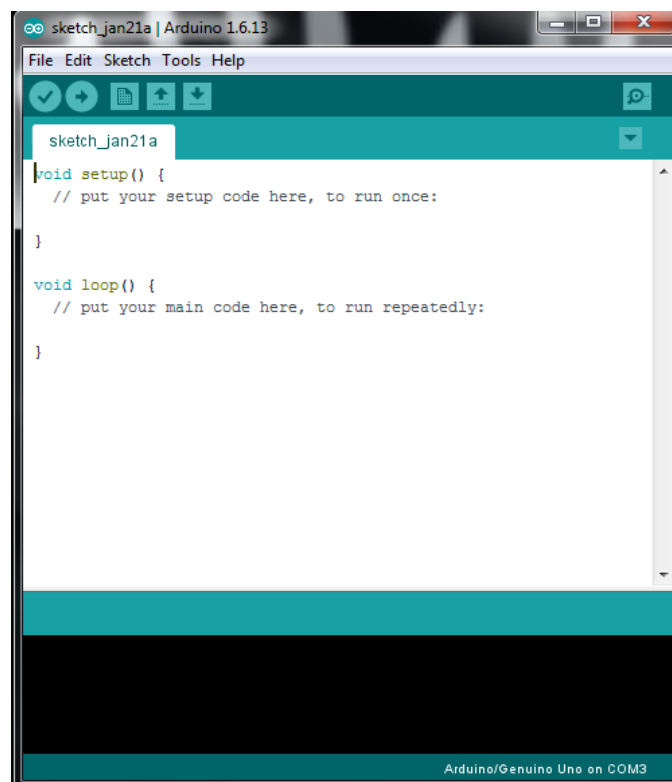 sketch_jan21a | Arduino 1.6.13
File Edit Sketch Tools Help
sketch_jan21a
void setup() {
  // put your setup code here, to run once:
}
void loop() {
  // put your main code here, to run repeatedly:
}
Arduino/Genuino Uno on COM3